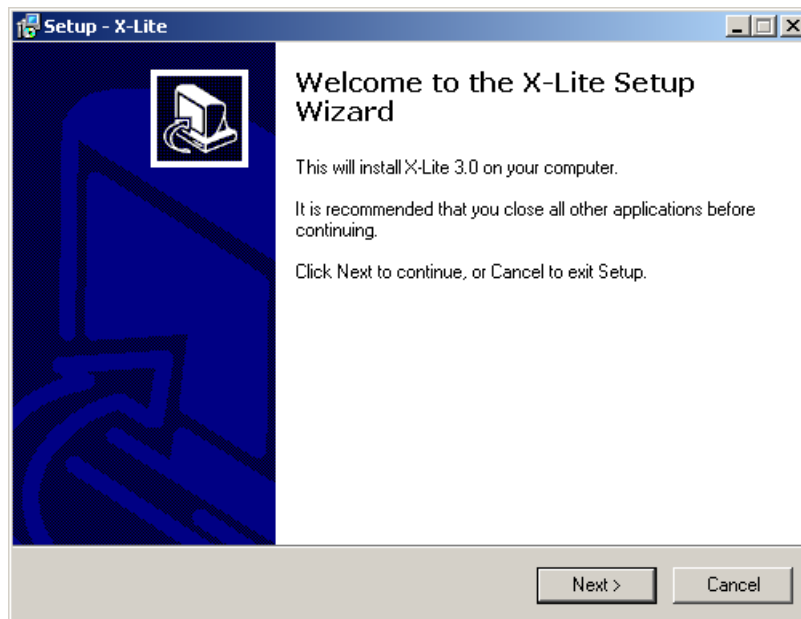 Setup - X-Lite
Welcome to the X-Lite Setup
Wizard
This will install X-Lite 3.0 on your computer.
It is recommended that you close all other applications before
continuing.
Click Next to continue, or Cancel to exit Setup.
Next >
Cancel